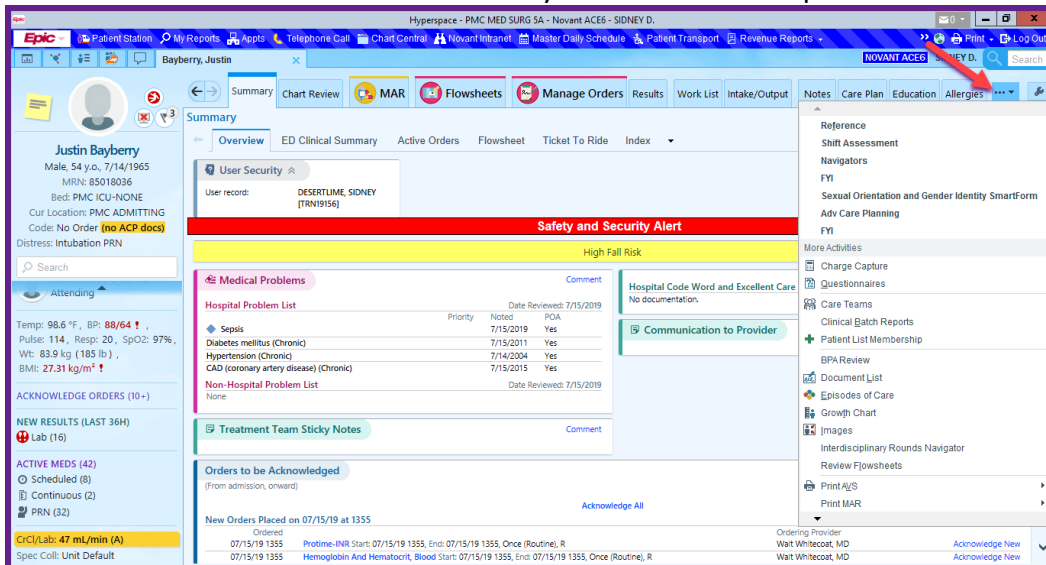 Epic
Hyperspace - PMC MED SURG 5A - Novant ACE6 - SIDNEY D.
0
Epic
Patient Station
My Reports
Appts
Telephone Call
Chart Central
Novant Intranet
Master Daily Schedule
Patient Transport
Revenue Reports
Print
Log Out
Bayberry, Justin
NOVANT ACE6
EY D.
Search
Summary
Chart Review
MAR
Flowsheets
Manage Orders
Results
Work List
Intake/Output
Notes
Care Plan
Education
Allergies
3
Justin Bayberry
Male, 54 y.o., 7/14/1965
MRN: 85018036
Bed: PMC ICU-NONE
Cur Location: PMC ADMITTING
Code: No Order (no ACP docs)
Distress: Intubation PRN
Search
Attending
Temp: 98.6 °F, BP: 88/64 !,
Pulse: 114, Resp: 20, SpO2: 97%,
Wt: 83.9 kg (185 lb),
BMI: 27.31 kg/m² !
ACKNOWLEDGE ORDERS (10+)
NEW RESULTS (LAST 36H)
Lab (16)
ACTIVE MEDS (42)
Scheduled (8)
Continuous (2)
PRN (32)
CrCl/Lab: 47 mL/min (A)
Spec Coll: Unit Default
Summary
Overview
ED Clinical Summary
Active Orders
Flowsheet
Ticket To Ride
Index
User Security
User record: DESERTLIME, SIDNEY
[TRN19156]
Safety and Security Alert
High Fall Risk
Medical Problems
Comment
Hospital Problem List
Date Reviewed: 7/15/2019
Priority Noted POA
Sepsis 7/15/2019 Yes
Diabetes mellitus (Chronic) 7/15/2011 Yes
Hypertension (Chronic) 7/14/2004 Yes
CAD (coronary artery disease) (Chronic) 7/15/2015 Yes
Non-Hospital Problem List
Date Reviewed: 7/15/2019
None
Hospital Code Word and Excellent Care
No documentation.
Communication to Provider
Treatment Team Sticky Notes
Comment
Orders to be Acknowledged
(From admission, onward)
Acknowledge All
New Orders Placed on 07/15/19 at 1355
Ordered
Ordering Provider
07/15/19 1355 Protime-INR Start: 07/15/19 1355, End: 07/15/19 1355, Once (Routine), R Wait Whitecoat, MD Acknowledge New
07/15/19 1355 Hemoglobin And Hematocrit, Blood Start: 07/15/19 1355, End: 07/15/19 1355, Once (Routine), R Wait Whitecoat, MD Acknowledge New
Reference
Shift Assessment
Navigators
FYI
Sexual Orientation and Gender Identity SmartForm
Adv Care Planning
FYI
More Activities
Charge Capture
Questionnaires
Care Teams
Clinical Batch Reports
Patient List Membership
BPA Review
Document List
Episodes of Care
Growth Chart
Images
Interdisciplinary Rounds Navigator
Review Flowsheets
Print AVS
Print MAR